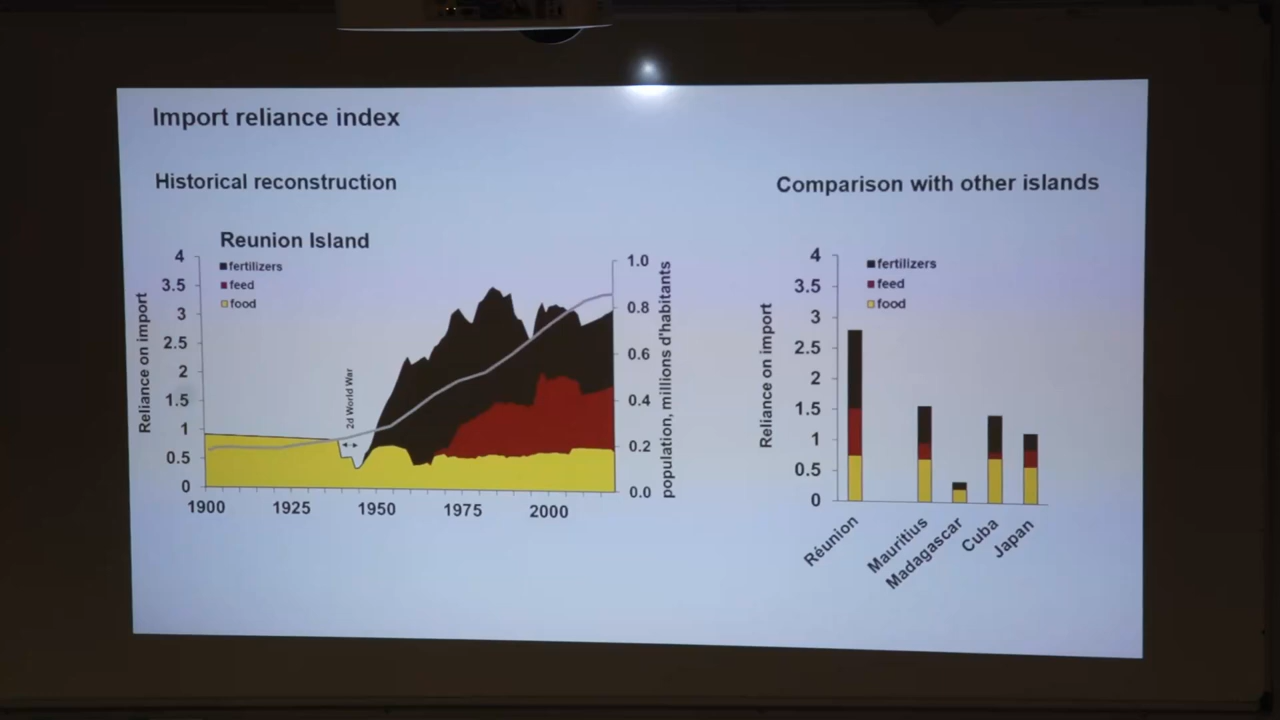 Import reliance index
Historical reconstruction
Reunion Island
fertilizers
feed
food
Reliance on import
4
3.5
3
2.5
2
1.5
1
0.5
0
2d World War
1900
1925
1950
1975
2000
1.0
0.8
0.6
0.4
0.2
0.0
population, millions d'habitants
Comparison with other islands
fertilizers
feed
food
Reliance on import
4
3.5
3
2.5
2
1.5
1
0.5
0
Réunion
Mauritius
Madagascar
Cuba
Japan